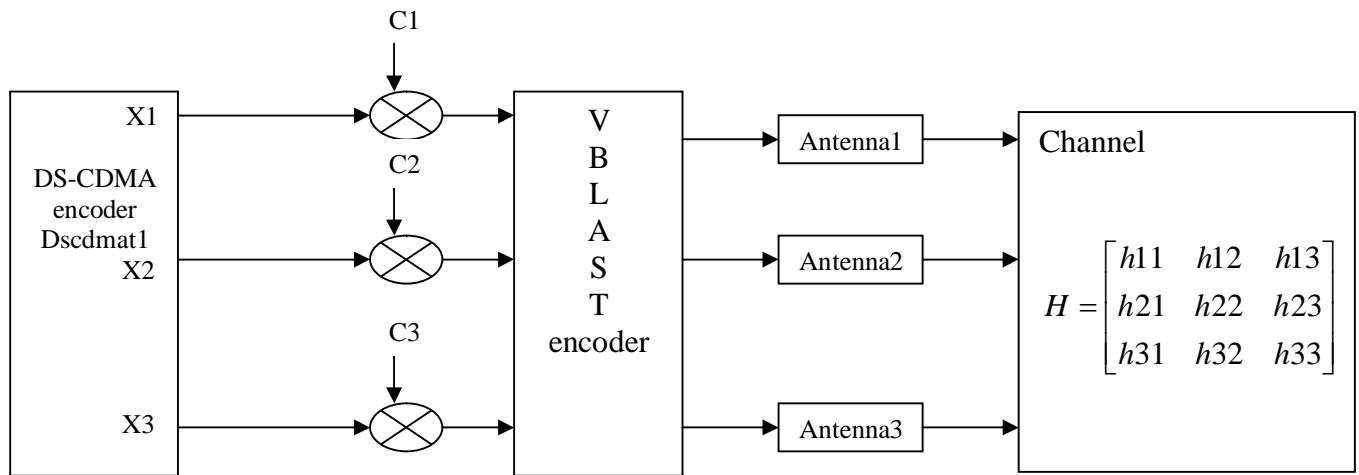 C1
X1
DS-CDMA
encoder
Dscdmat1
X2
X3
C2
C3
V
B
L
A
S
T
encoder
Antenna1
Antenna2
Antenna3
Channel
H = [h11 h12 h13
h21 h22 h23
h31 h32 h33]